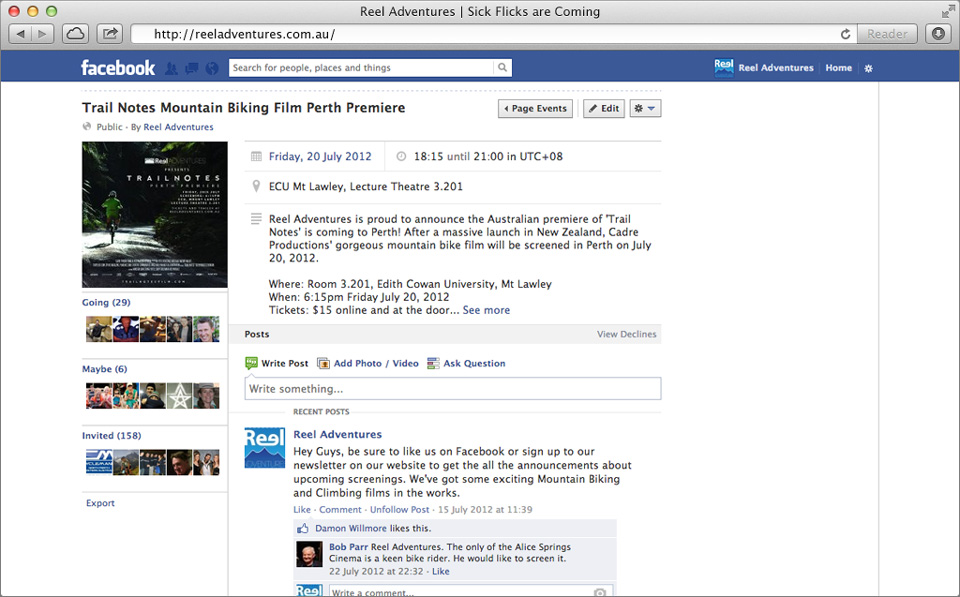 Reel Adventures | Sick Flicks are Coming
http://reeladventures.com.au/
Reader
facebook
Search for people, places and things
Reel Adventures
Home
Trail Notes Mountain Biking Film Perth Premiere
Page Events
Edit
Public · By Reel Adventures
Reel ADVENTURES
PRESENTS
TRAILNOTES
PERTH PREMIERE
TRAILNOTESFILM.COM
Friday, 20 July 2012
18:15 until 21:00 in UTC+08
ECU Mt Lawley, Lecture Theatre 3.201
Reel Adventures is proud to announce the Australian premiere of 'Trail
Notes' is coming to Perth! After a massive launch in New Zealand, Cadre
Productions' gorgeous mountain bike film will be screened in Perth on July
20, 2012.
Where: Room 3.201, Edith Cowan University, Mt Lawley
When: 6:15pm Friday July 20, 2012
Tickets: $15 online and at the door... See more
Going (29)
Maybe (6)
Invited (158)
Export
Posts
View Declines
Write Post
Add Photo / Video
Ask Question
Write something...
RECENT POSTS
Reel
ADVENTURES
Reel Adventures
Hey Guys, be sure to like us on Facebook or sign up to our
newsletter on our website to get the all the announcements about
upcoming screenings. We've got some exciting Mountain Biking
and Climbing films in the works.
Like · Comment · Unfollow Post · 15 July 2012 at 11:39
Damon Willmore likes this.
Bob Parr Reel Adventures. The only of the Alice Springs
Cinema is a keen bike rider. He would like to screen it.
22 July 2012 at 22:32 · Like
Reel
Write a comment...